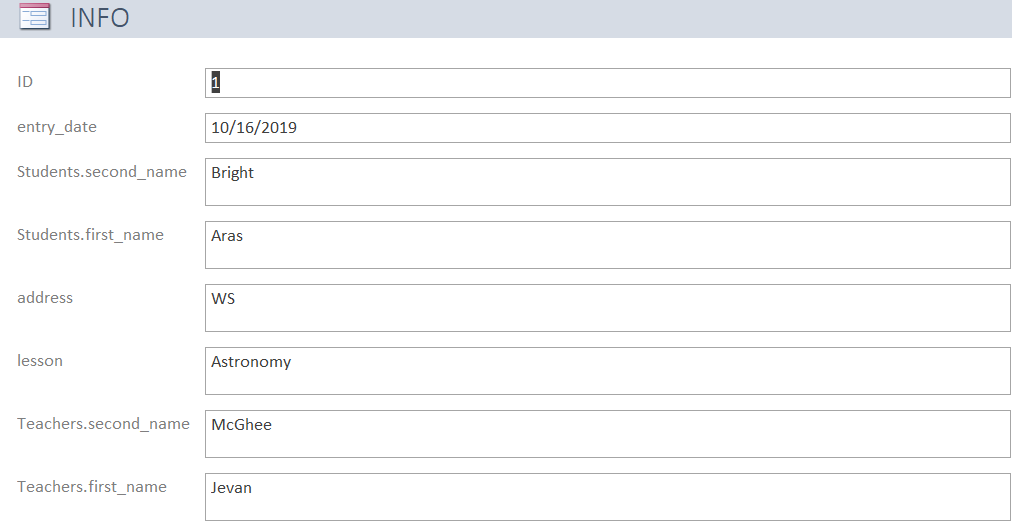 INFO
ID 1
entry_date 10/16/2019
Students.second_name Bright
Students.first_name Aras
address WS
lesson Astronomy
Teachers.second_name McGhee
Teachers.first_name Jevan